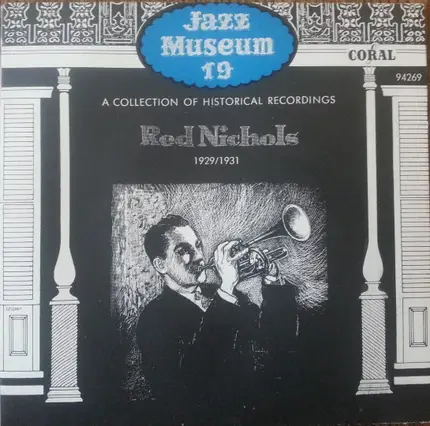 Jazz
Museum
19
CORAL
94269
A COLLECTION OF HISTORICAL RECORDINGS
Red Nichols
1929/1931